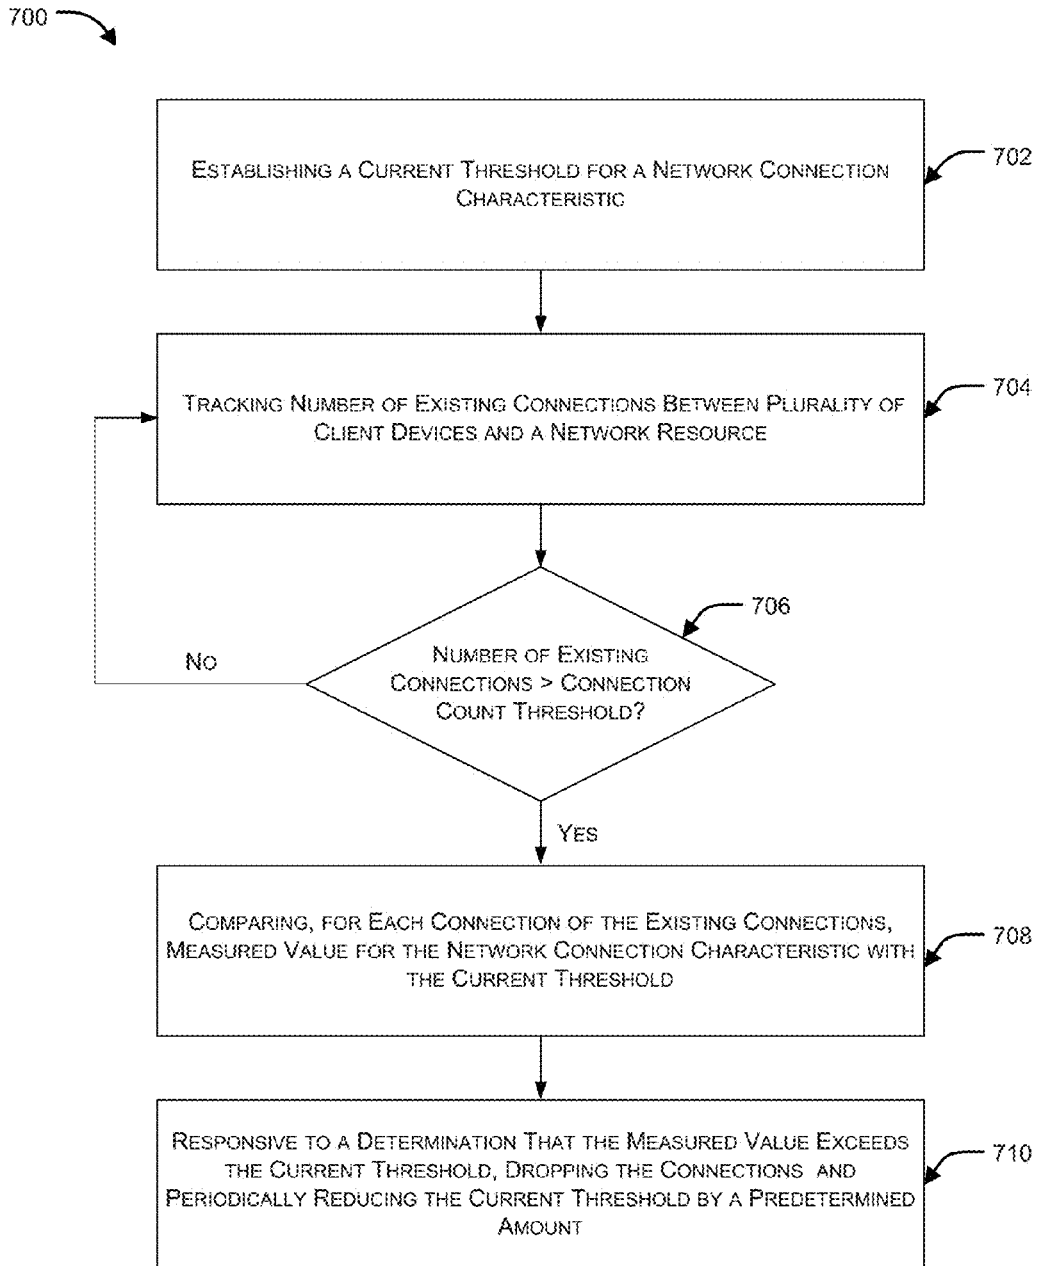 700
ESTABLISHING A CURRENT THRESHOLD FOR A NETWORK CONNECTION
CHARACTERISTIC
702
TRACKING NUMBER OF EXISTING CONNECTIONS BETWEEN PLURALITY OF
CLIENT DEVICES AND A NETWORK RESOURCE
704
706
NUMBER OF EXISTING
CONNECTIONS > CONNECTION
COUNT THRESHOLD?
NO
YES
COMPARING, FOR EACH CONNECTION OF THE EXISTING CONNECTIONS,
MEASURED VALUE FOR THE NETWORK CONNECTION CHARACTERISTIC WITH
THE CURRENT THRESHOLD
708
RESPONSIVE TO A DETERMINATION THAT THE MEASURED VALUE EXCEEDS
THE CURRENT THRESHOLD, DROPPING THE CONNECTIONS AND
PERIODICALLY REDUCING THE CURRENT THRESHOLD BY A PREDETERMINED
AMOUNT
710